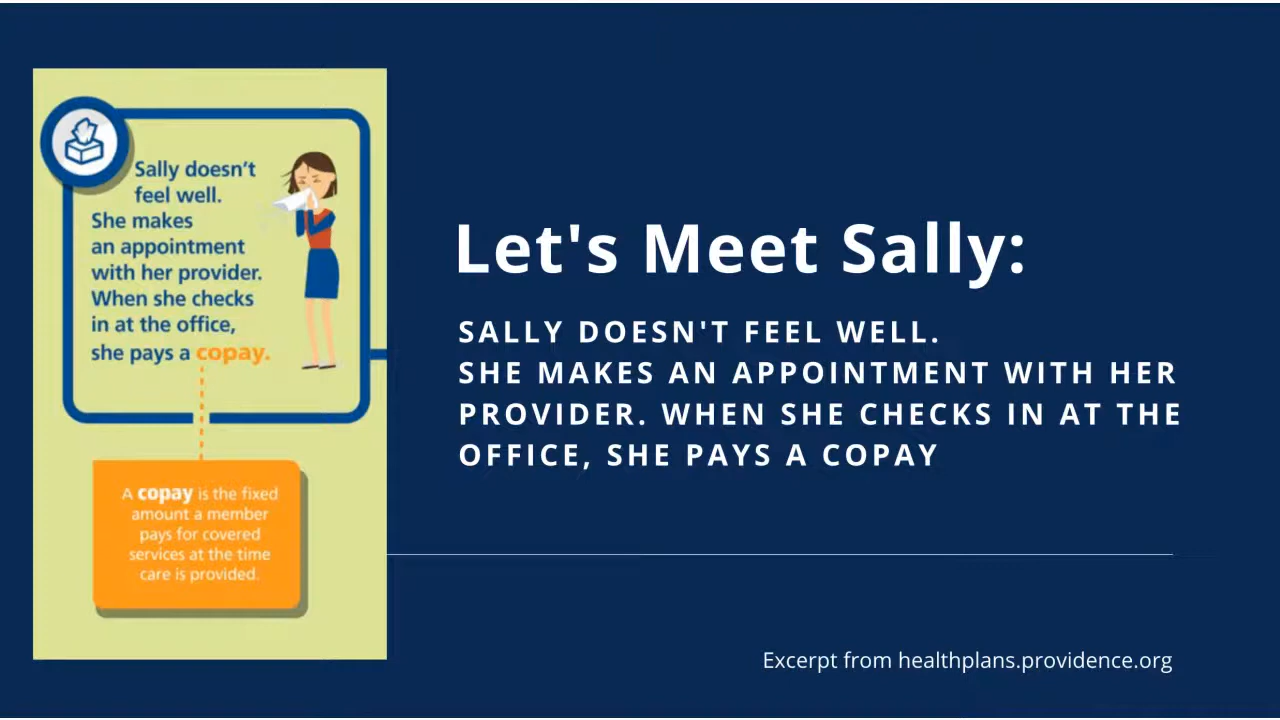 Sally doesn't
feel well.
She makes
an appointment
with her provider.
When she checks
in at the office,
she pays a copay.
A copay is the fixed
amount a member
pays for covered
services at the time
care is provided.
Let's Meet Sally:
SALLY DOESN'T FEEL WELL.
SHE MAKES AN APPOINTMENT WITH HER
PROVIDER. WHEN SHE CHECKS IN AT THE
OFFICE, SHE PAYS A COPAY
Excerpt from healthplans.providence.org